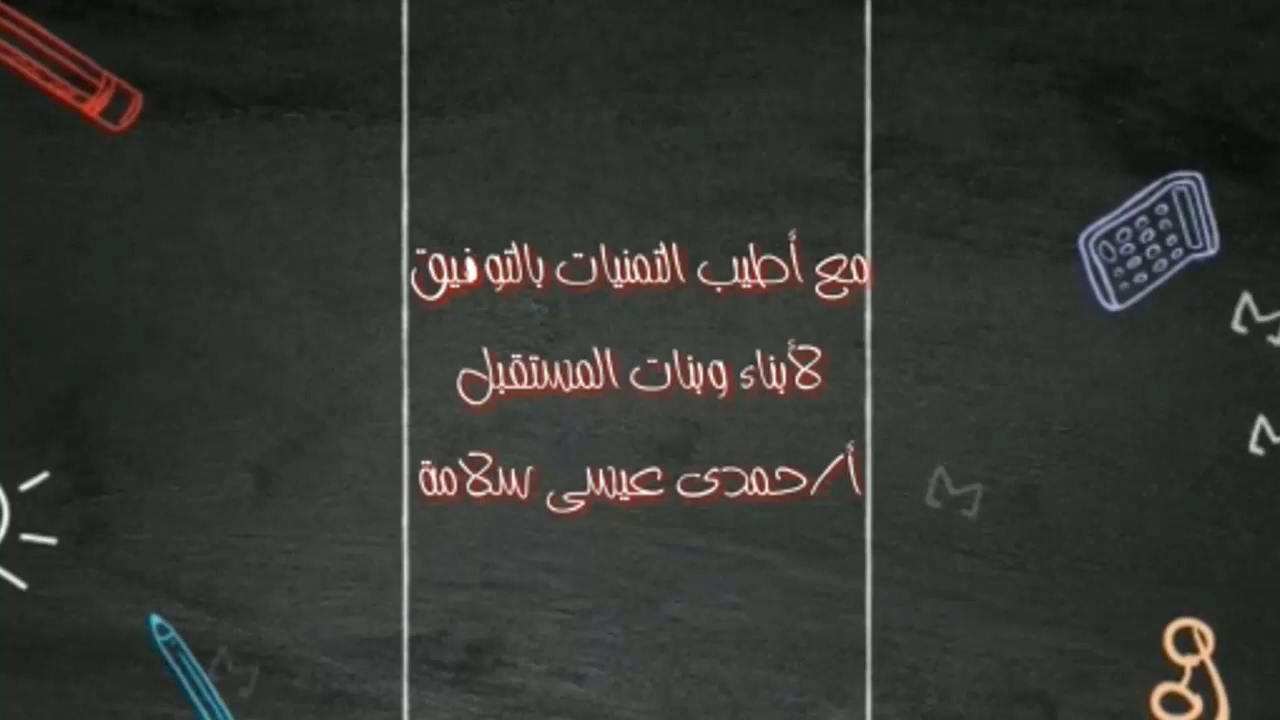 مع أطيب التمنيات بالتوفيق
لأبناء وبنات المستقبل
أ/حمدى عيسى سلامة